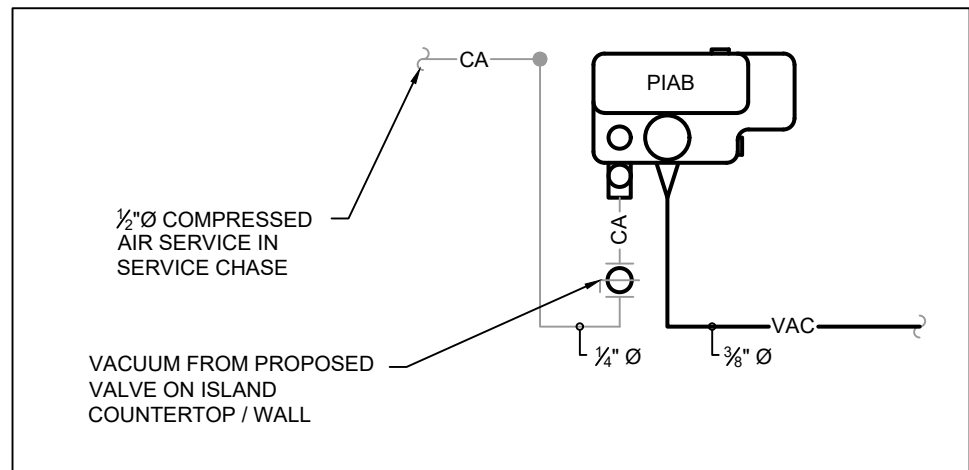 CA
PIAB
½"Ø COMPRESSED
AIR SERVICE IN
SERVICE CHASE
CA
VACUUM FROM PROPOSED
VALVE ON ISLAND
COUNTERTOP / WALL
¼" Ø
VAC
⅜" Ø